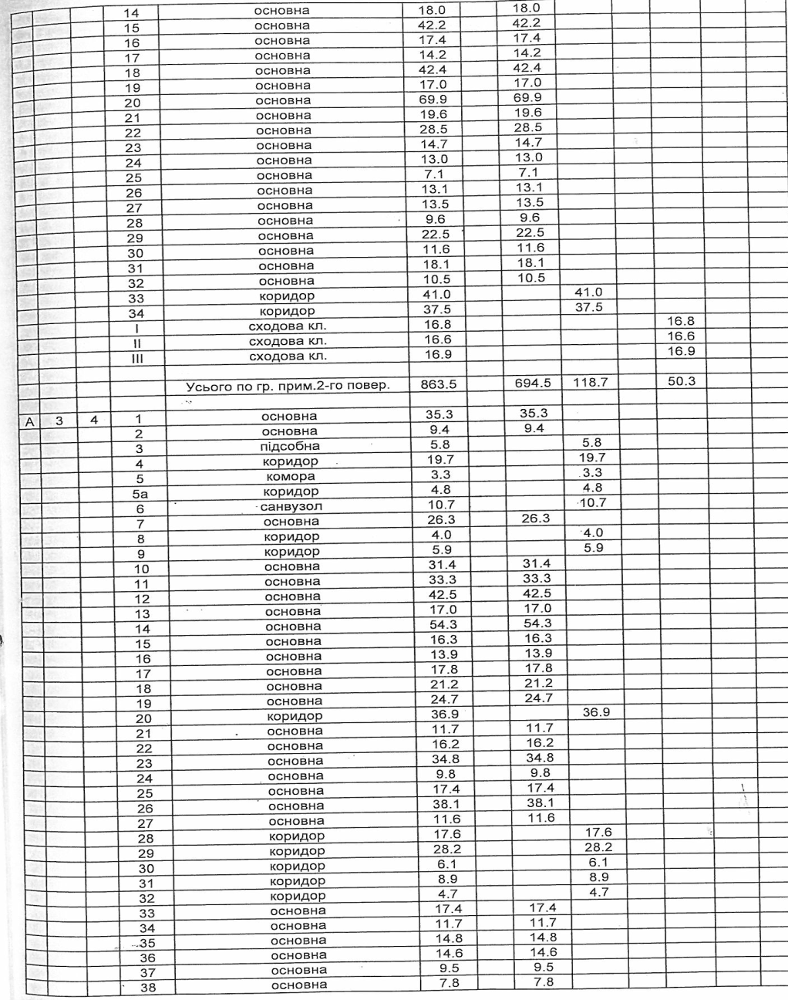 14 основна 18.0 18.0
15 основна 42.2 42.2
16 основна 17.4 17.4
17 основна 14.2 14.2
18 основна 42.4 42.4
19 основна 17.0 17.0
20 основна 69.9 69.9
21 основна 19.6 19.6
22 основна 28.5 28.5
23 основна 14.7 14.7
24 основна 13.0 13.0
25 основна 7.1 7.1
26 основна 13.1 13.1
27 основна 13.5 13.5
28 основна 9.6 9.6
29 основна 22.5 22.5
30 основна 11.6 11.6
31 основна 18.1 18.1
32 основна 10.5 10.5
33 коридор 41.0 41.0
34 коридор 37.5 37.5
I сходова кл. 16.8 16.8
II сходова кл. 16.6 16.6
III сходова кл. 16.9 16.9
Усього по гр. прим.2-го повер. 863.5 694.5 118.7 50.3
А 3 4 1 основна 35.3 35.3
2 основна 9.4 9.4
3 підсобна 5.8 5.8
4 коридор 19.7 19.7
5 комора 3.3 3.3
5а коридор 4.8 4.8
6 санвузол 10.7 10.7
7 основна 26.3 26.3
8 коридор 4.0 4.0
9 коридор 5.9 5.9
10 основна 31.4 31.4
11 основна 33.3 33.3
12 основна 42.5 42.5
13 основна 17.0 17.0
14 основна 54.3 54.3
15 основна 16.3 16.3
16 основна 13.9 13.9
17 основна 17.8 17.8
18 основна 21.2 21.2
19 основна 24.7 24.7
20 коридор 36.9 36.9
21 основна 11.7 11.7
22 основна 16.2 16.2
23 основна 34.8 34.8
24 основна 9.8 9.8
25 основна 17.4 17.4
26 основна 38.1 38.1
27 основна 11.6 11.6
28 коридор 17.6 17.6
29 коридор 28.2 28.2
30 коридор 6.1 6.1
31 коридор 8.9 8.9
32 коридор 4.7 4.7
33 основна 17.4 17.4
34 основна 11.7 11.7
35 основна 14.8 14.8
36 основна 14.6 14.6
37 основна 9.5 9.5
38 основна 7.8 7.8